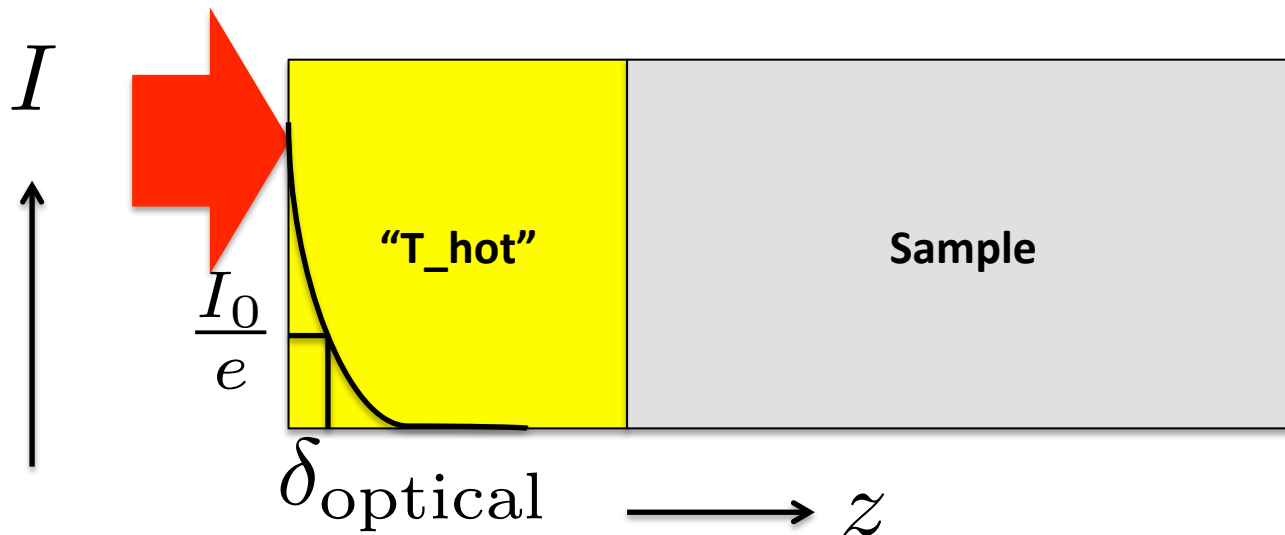 I
“T_hot”
Sample
I₀
e
δoptical
z